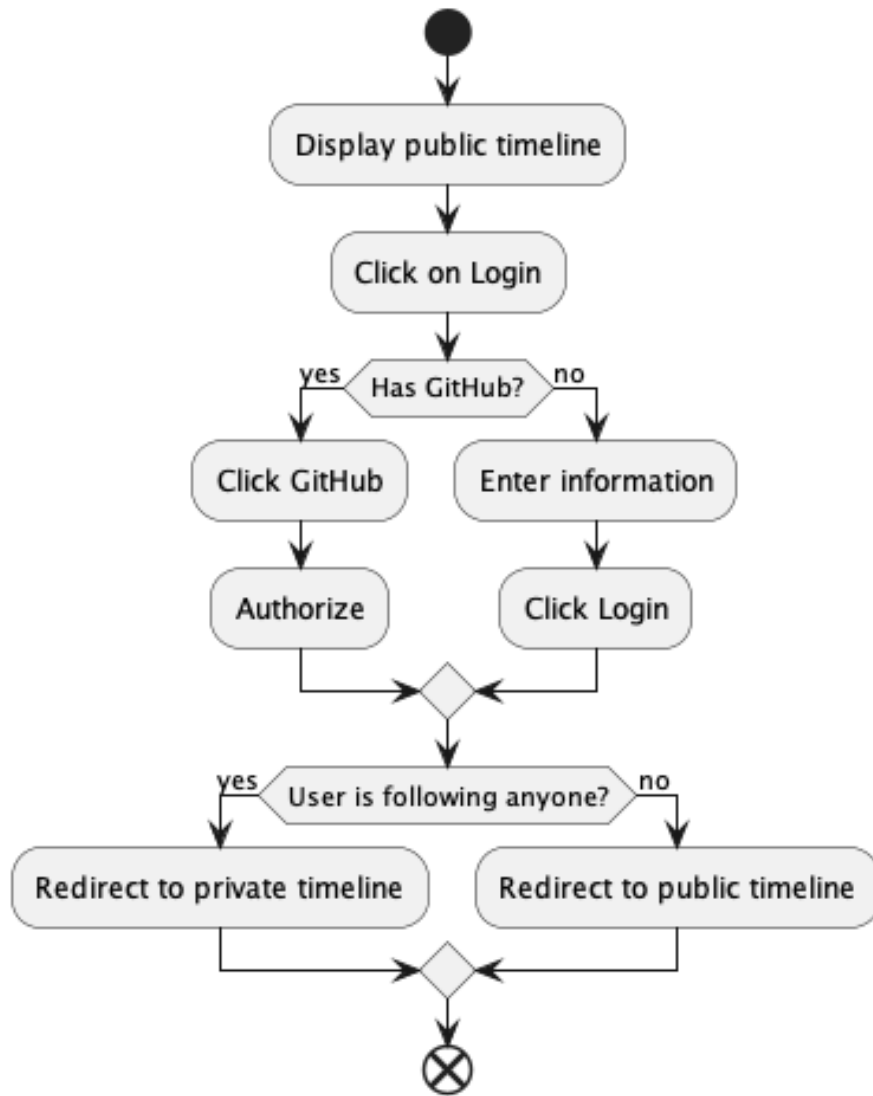 Display public timeline
Click on Login
yes
Has GitHub?
no
Click GitHub
Enter information
Authorize
Click Login
yes
User is following anyone?
no
Redirect to private timeline
Redirect to public timeline